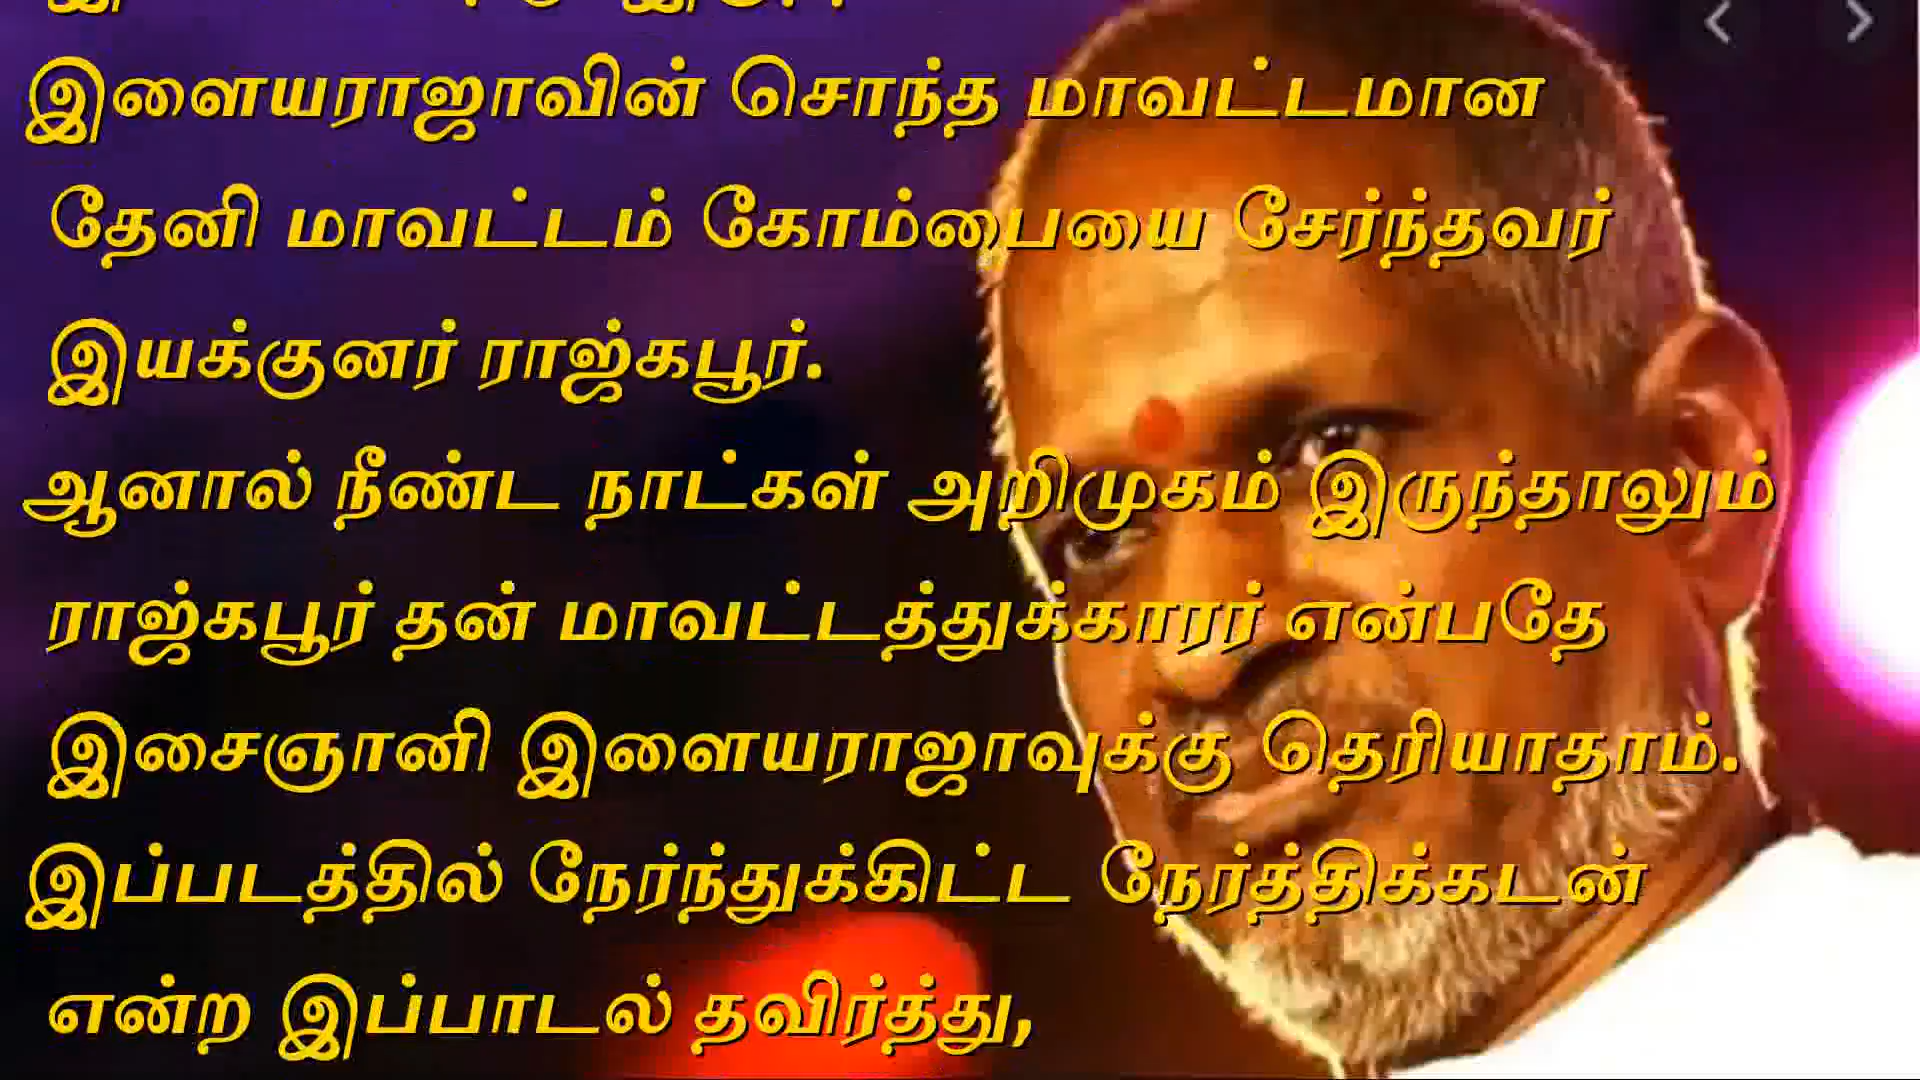 இளையராஜாவின் சொந்த மாவட்டமான
தேனி மாவட்டம் கோம்பையை சேர்ந்தவர்
இயக்குனர் ராஜ்கபூர்.
ஆனால் நீண்ட நாட்கள் அறிமுகம் இருந்தாலும்
ராஜ்கபூர் தன் மாவட்டத்துக்காரர் என்பதே
இசைஞானி இளையராஜாவுக்கு தெரியாதாம்.
இப்படத்தில் நேர்ந்துக்கிட்ட நேர்த்திக்கடன்
என்ற இப்பாடல் தவிர்த்து,